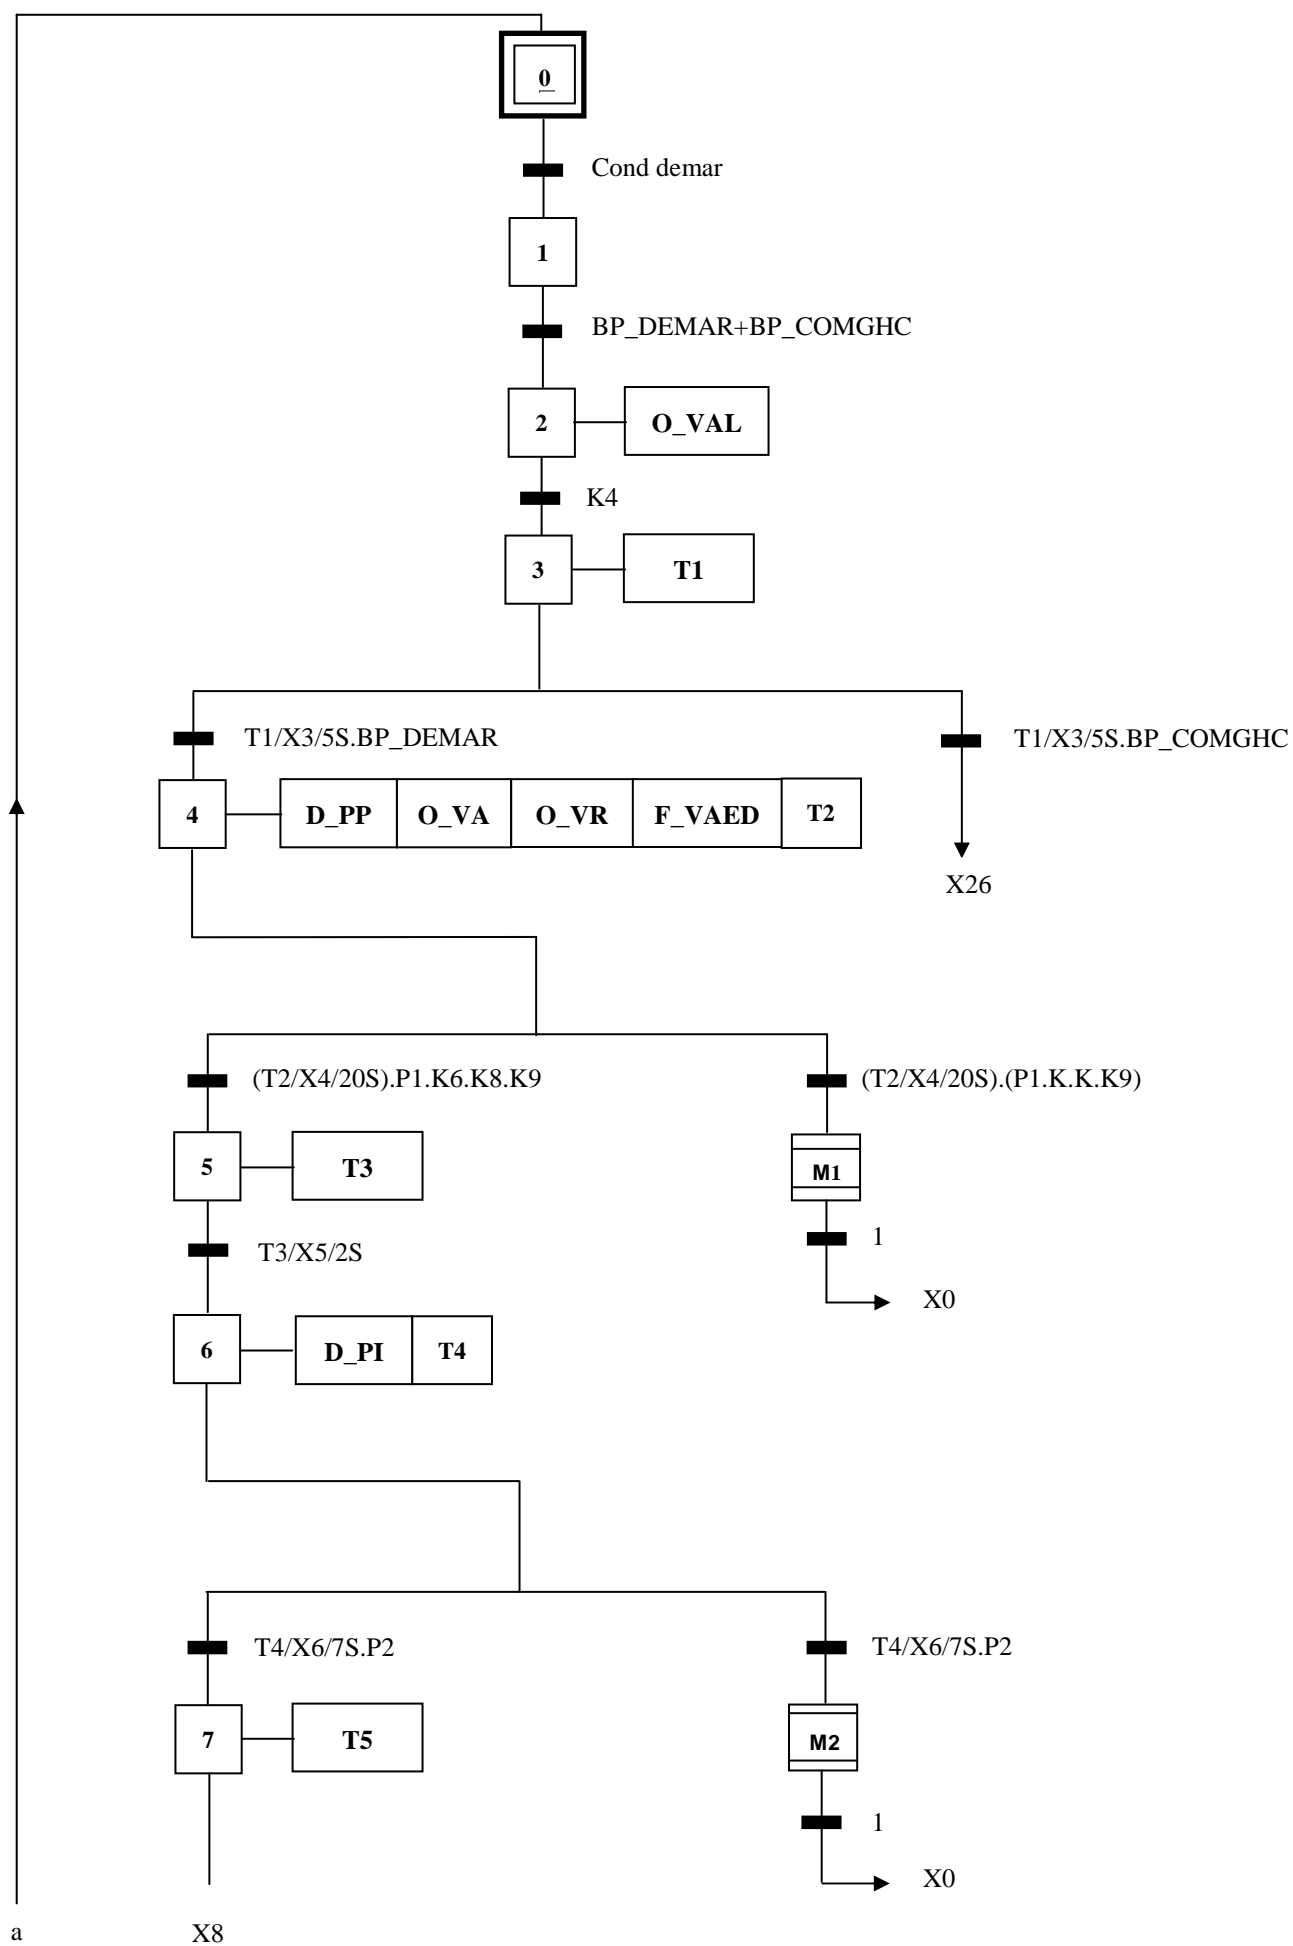 0
Cond demar
1
BP_DEMAR+BP_COMGHC
2
O_VAL
K4
3
T1
T1/X3/5S.BP_DEMAR
T1/X3/5S.BP_COMGHC
4
D_PP
O_VA
O_VR
F_VAED
T2
X26
(T2/X4/20S).P1.K6.K8.K9
(T2/X4/20S).(P1.K.K.K9)
5
T3
M1
T3/X5/2S
1
X0
6
D_PI
T4
T4/X6/7S.P2
T4/X6/7S.P2
7
T5
M2
1
X0
a
X8